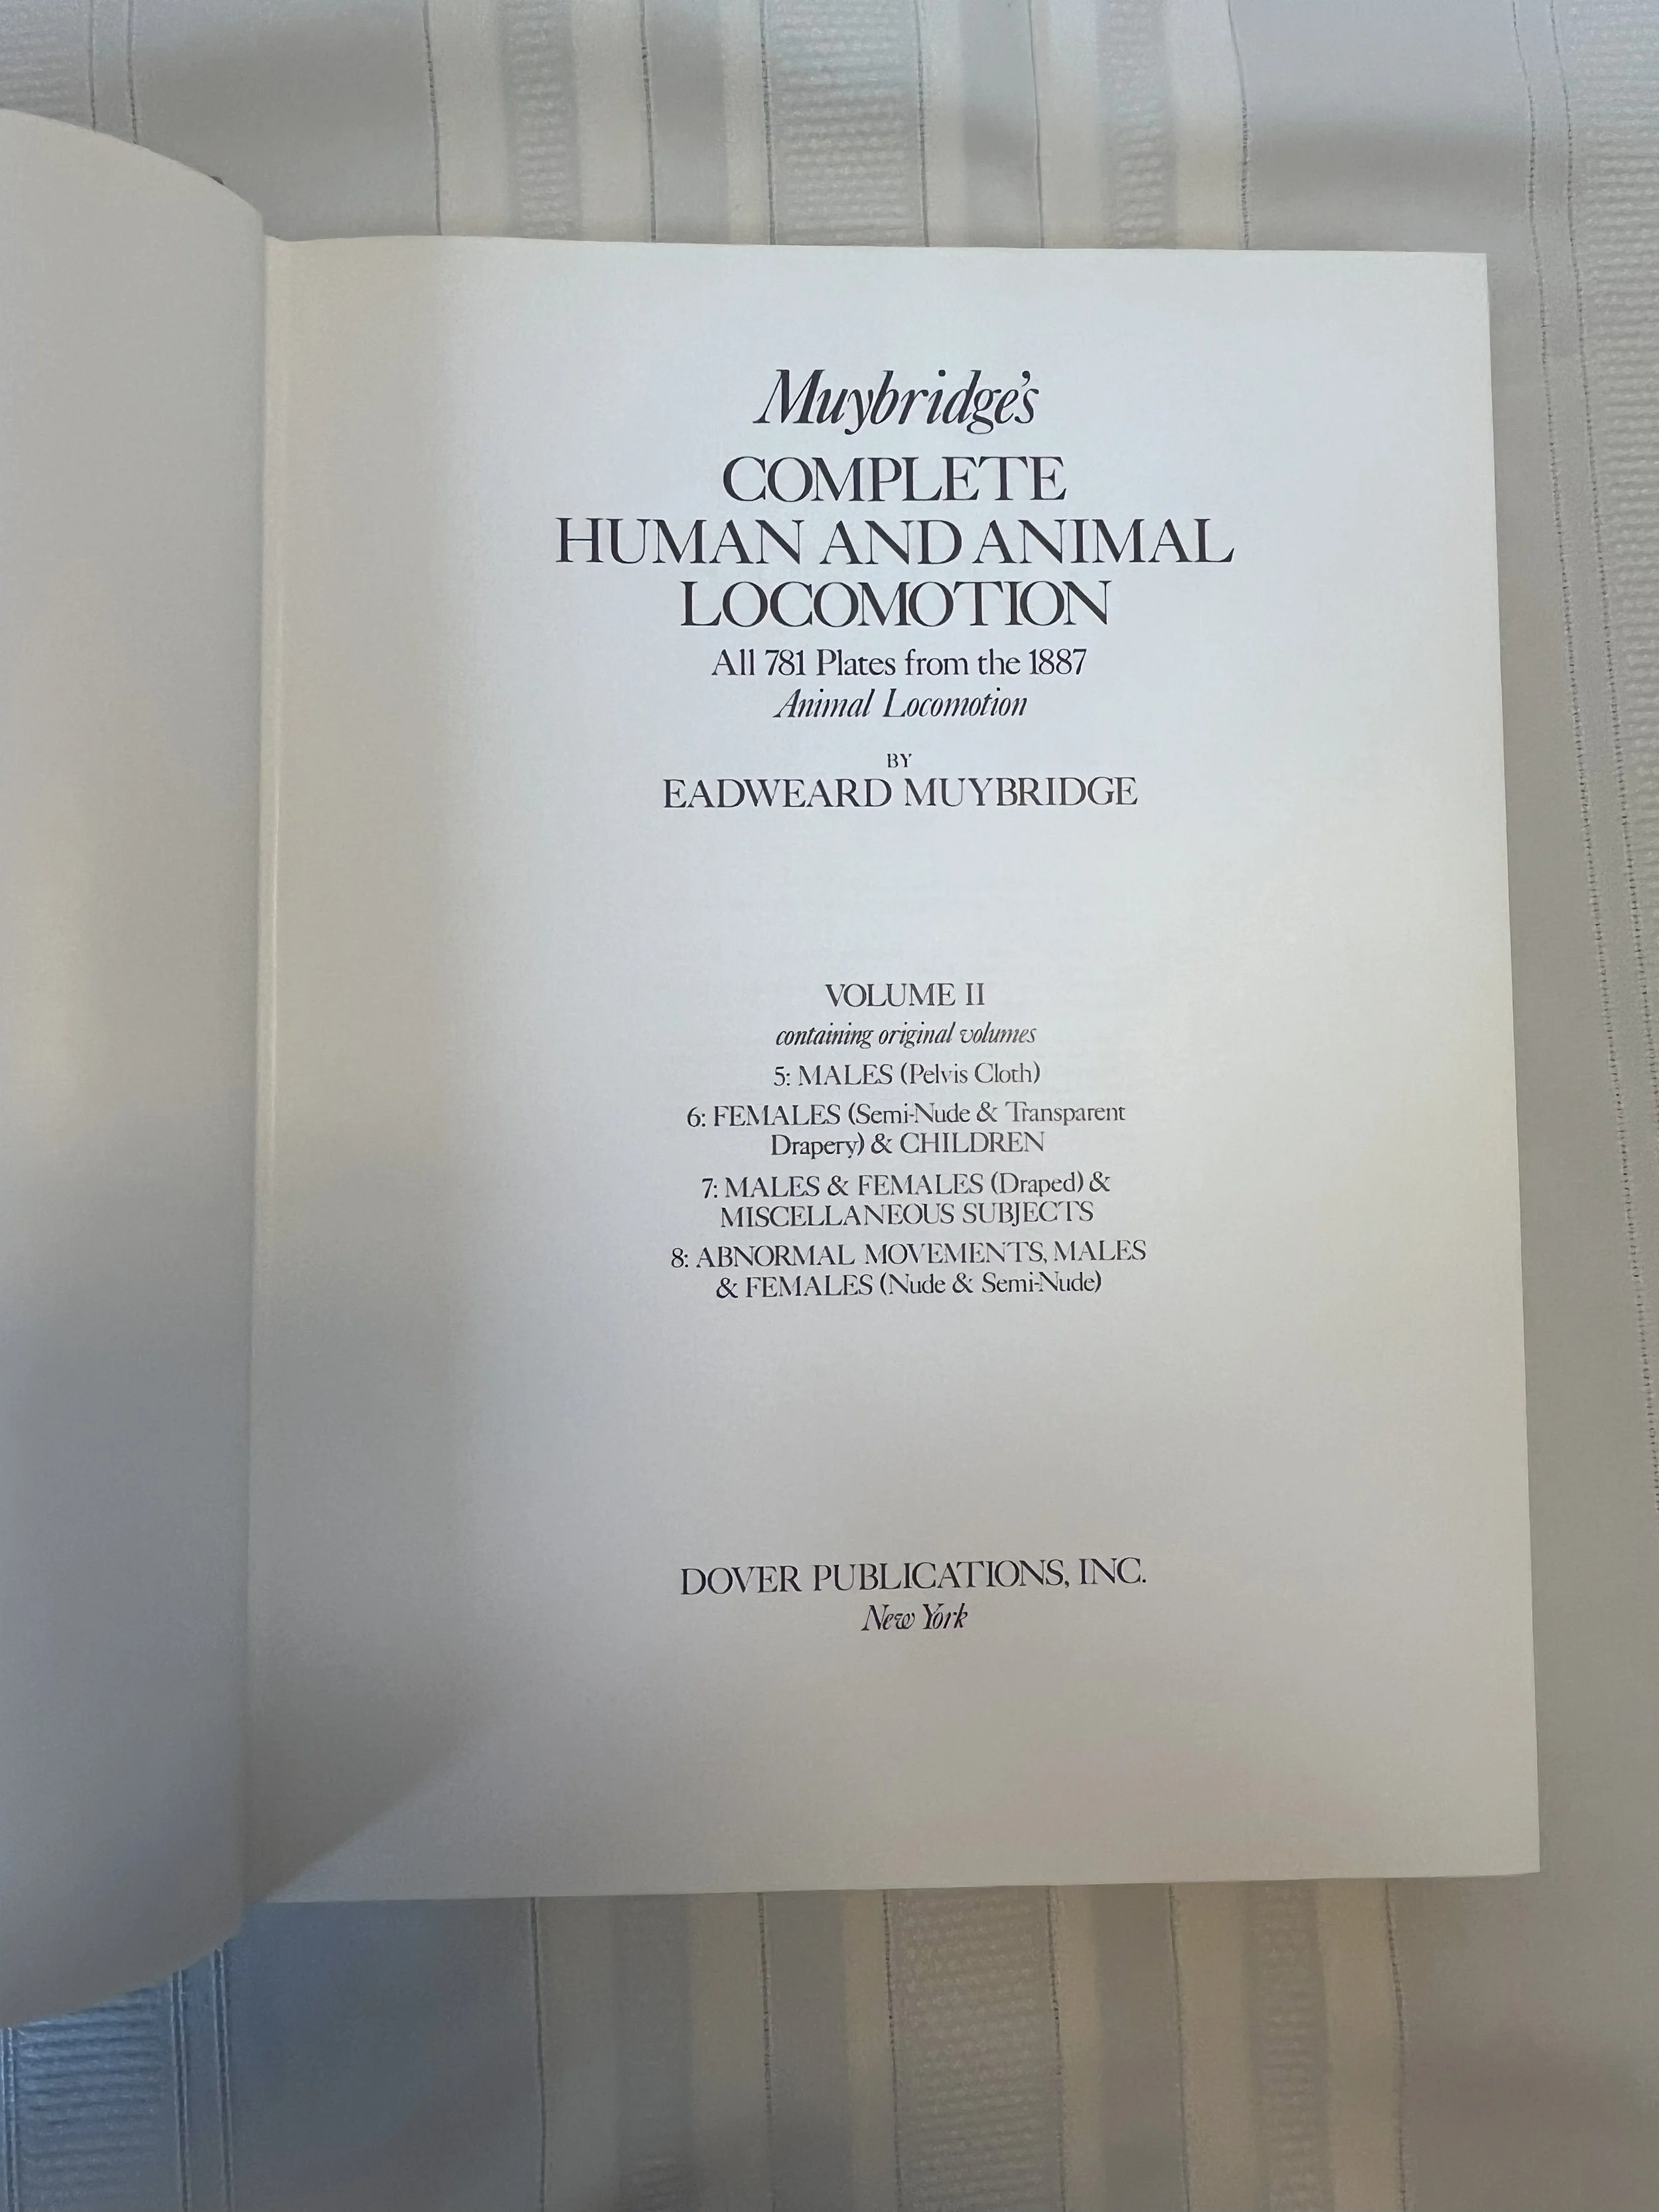 Muybridge's
COMPLETE
HUMAN AND ANIMAL
LOCOMOTION
All 781 Plates from the 1887
Animal Locomotion
BY
EADWEARD MUYBRIDGE
VOLUME II
containing original volumes
5: MALES (Pelvis Cloth)
6: FEMALES (Semi-Nude & Transparent
Drapery) & CHILDREN
7: MALES & FEMALES (Draped) &
MISCELLANEOUS SUBJECTS
8: ABNORMAL MOVEMENTS, MALES
& FEMALES (Nude & Semi-Nude)
DOVER PUBLICATIONS, INC.
New York